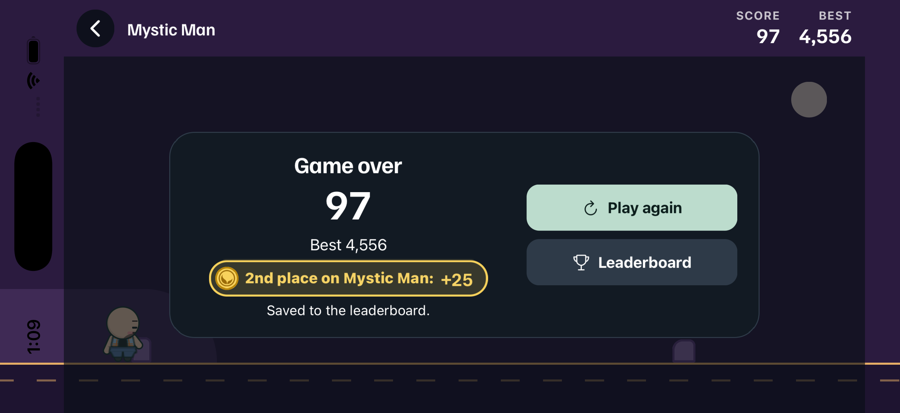 Mystic Man
SCORE
97
BEST
4,556
Game over
97
Best 4,556
2nd place on Mystic Man: +25
Saved to the leaderboard.
Play again
Leaderboard
1:09